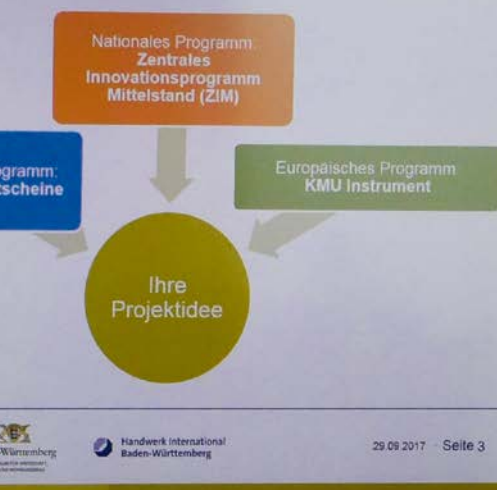 Nationales Programm:
Zentrales
Innovationsprogramm
Mittelstand (ZIM)
ogramm:
tscheine
Europäisches Programm
KMU Instrument
Ihre
Projektidee
Württemberg
Handwerk International
Baden-Württemberg
29.09.2017 Seite 3